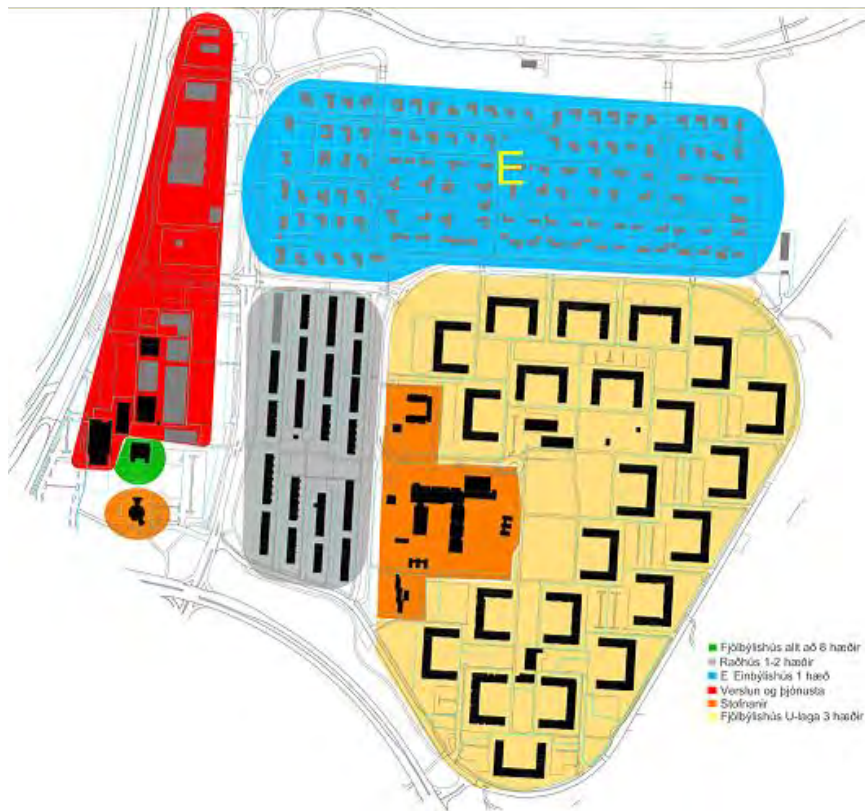 E
Fjölbýlishús allt að 8 hæðir
Raðhús 1-2 hæðir
E Einbýlishús 1 hæð
Verslun og þjónusta
Stofnanir
Fjölbýlishús U-laga 3 hæðir